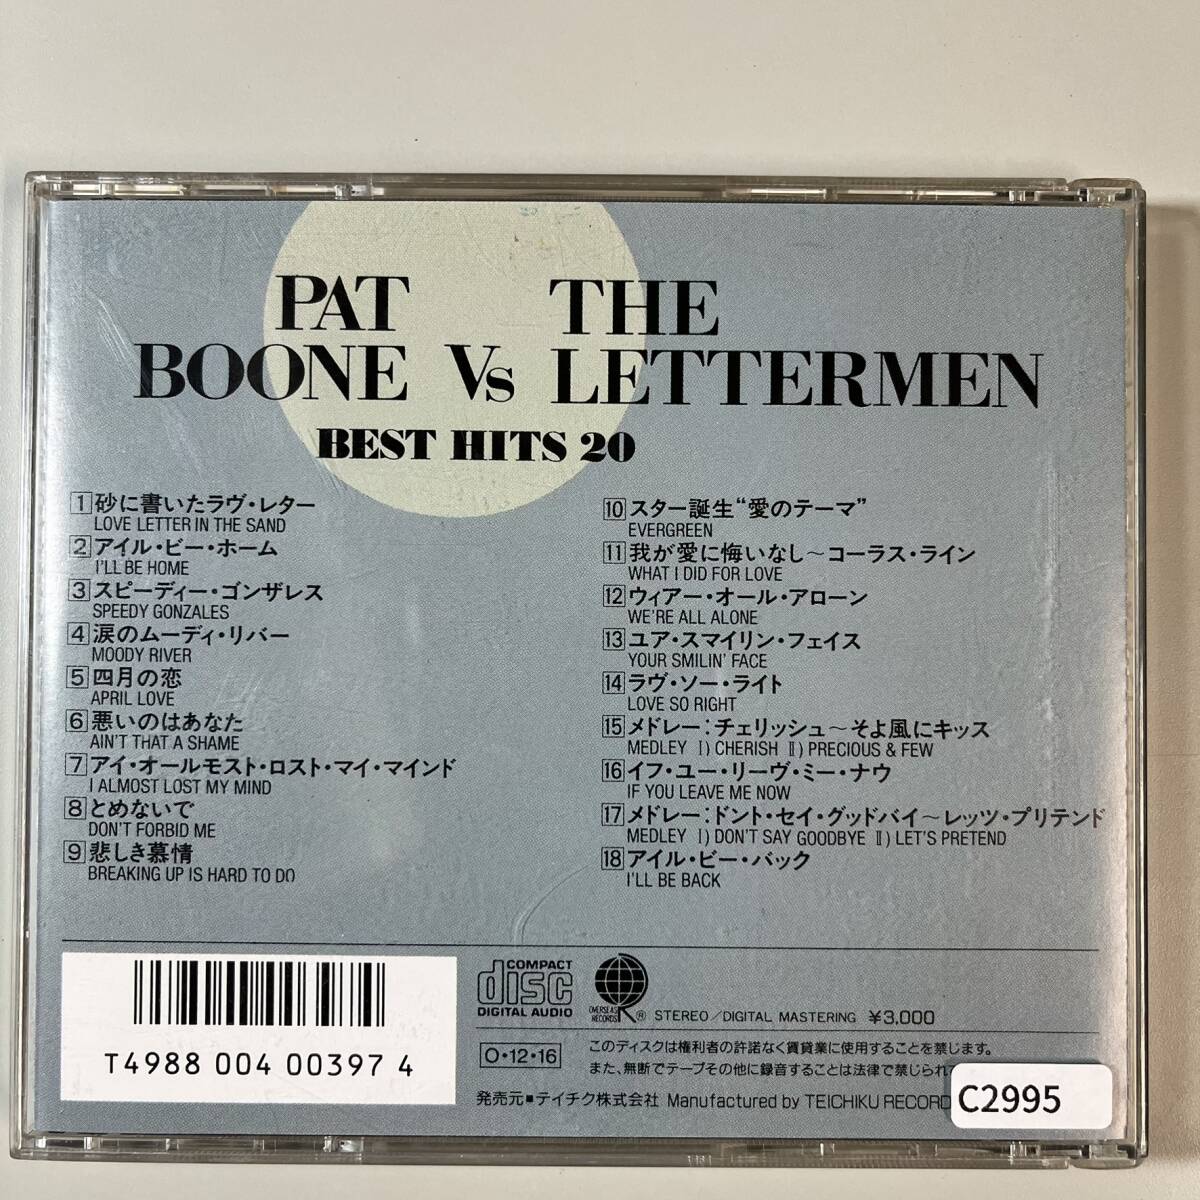 PAT
BOONE Vs
THE
LETTERMEN
BEST HITS 20
1 砂に書いたラヴ・レター
LOVE LETTER IN THE SAND
2 アイル・ビー・ホーム
I'LL BE HOME
3 スピーディー・ゴンザレス
SPEEDY GONZALES
4 涙のムーディ・リバー
MOODY RIVER
5 四月の恋
APRIL LOVE
6 悪いのはあなた
AIN'T THAT A SHAME
7 アイ・オールモスト・ロスト・マイ・マインド
I ALMOST LOST MY MIND
8 とめないで
DON'T FORBID ME
9 悲しき慕情
BREAKING UP IS HARD TO DO
10 スター誕生“愛のテーマ”
EVERGREEN
11 我が愛に悔いなし～コーラス・ライン
WHAT I DID FOR LOVE
12 ウィアー・オール・アローン
WE'RE ALL ALONE
13 ユア・スマイリン・フェイス
YOUR SMILIN' FACE
14 ラヴ・ソー・ライト
LOVE SO RIGHT
15 メドレー：チェリッシュ～そよ風にキッス
MEDLEY Ⅰ) CHERISH Ⅱ) PRECIOUS & FEW
16 イフ・ユー・リーヴ・ミー・ナウ
IF YOU LEAVE ME NOW
17 メドレー：ドント・セイ・グッドバイ～レッツ・プリテンド
MEDLEY Ⅰ) DON'T SAY GOODBYE Ⅱ) LET'S PRETEND
18 アイル・ビー・バック
I'LL BE BACK
T4988 004 00397 4
COMPACT
disc
DIGITAL AUDIO
OVERSEAS
RECORDS
® STEREO/DIGITAL MASTERING ¥3,000
O・12・16
このディスクは権利者の許諾なく賃貸業に使用することを禁じます。
また、無断でテープその他に録音することは法律で禁じられて
発売元■テイチク株式会社 Manufactured by TEICHIKU RECORD
C2995